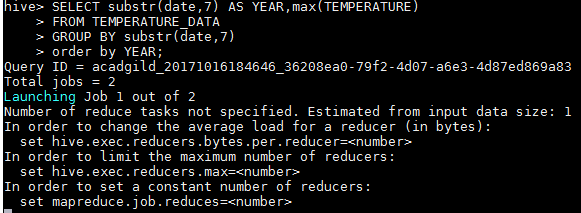 hive> SELECT substr(date,7) AS YEAR,max(TEMPERATURE)
    > FROM TEMPERATURE_DATA
    > GROUP BY substr(date,7)
    > order by YEAR;
Query ID = acadgild_20171016184646_36208ea0-79f2-4d07-a6e3-4d87ed869a83
Total jobs = 2
Launching Job 1 out of 2
Number of reduce tasks not specified. Estimated from input data size: 1
In order to change the average load for a reducer (in bytes):
  set hive.exec.reducers.bytes.per.reducer=<number>
In order to limit the maximum number of reducers:
  set hive.exec.reducers.max=<number>
In order to set a constant number of reducers:
  set mapreduce.job.reduces=<number>